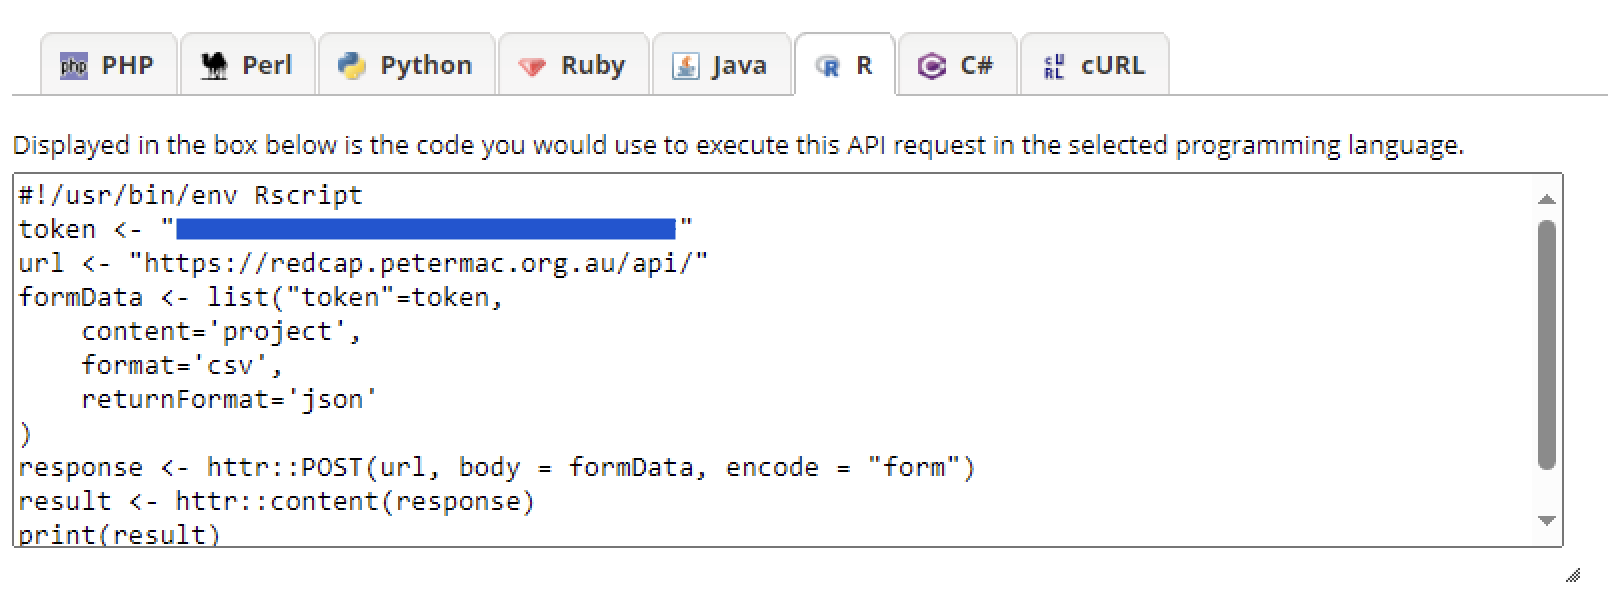 php PHP Perl Python Ruby Java R R C# cURL cURL
Displayed in the box below is the code you would use to execute this API request in the selected programming language.
#!/usr/bin/env Rscript
token <- ""
url <- "https://redcap.petermac.org.au/api/"
formData <- list("token"=token,
    content='project',
    format='csv',
    returnFormat='json'
)
response <- httr::POST(url, body = formData, encode = "form")
result <- httr::content(response)
print(result)